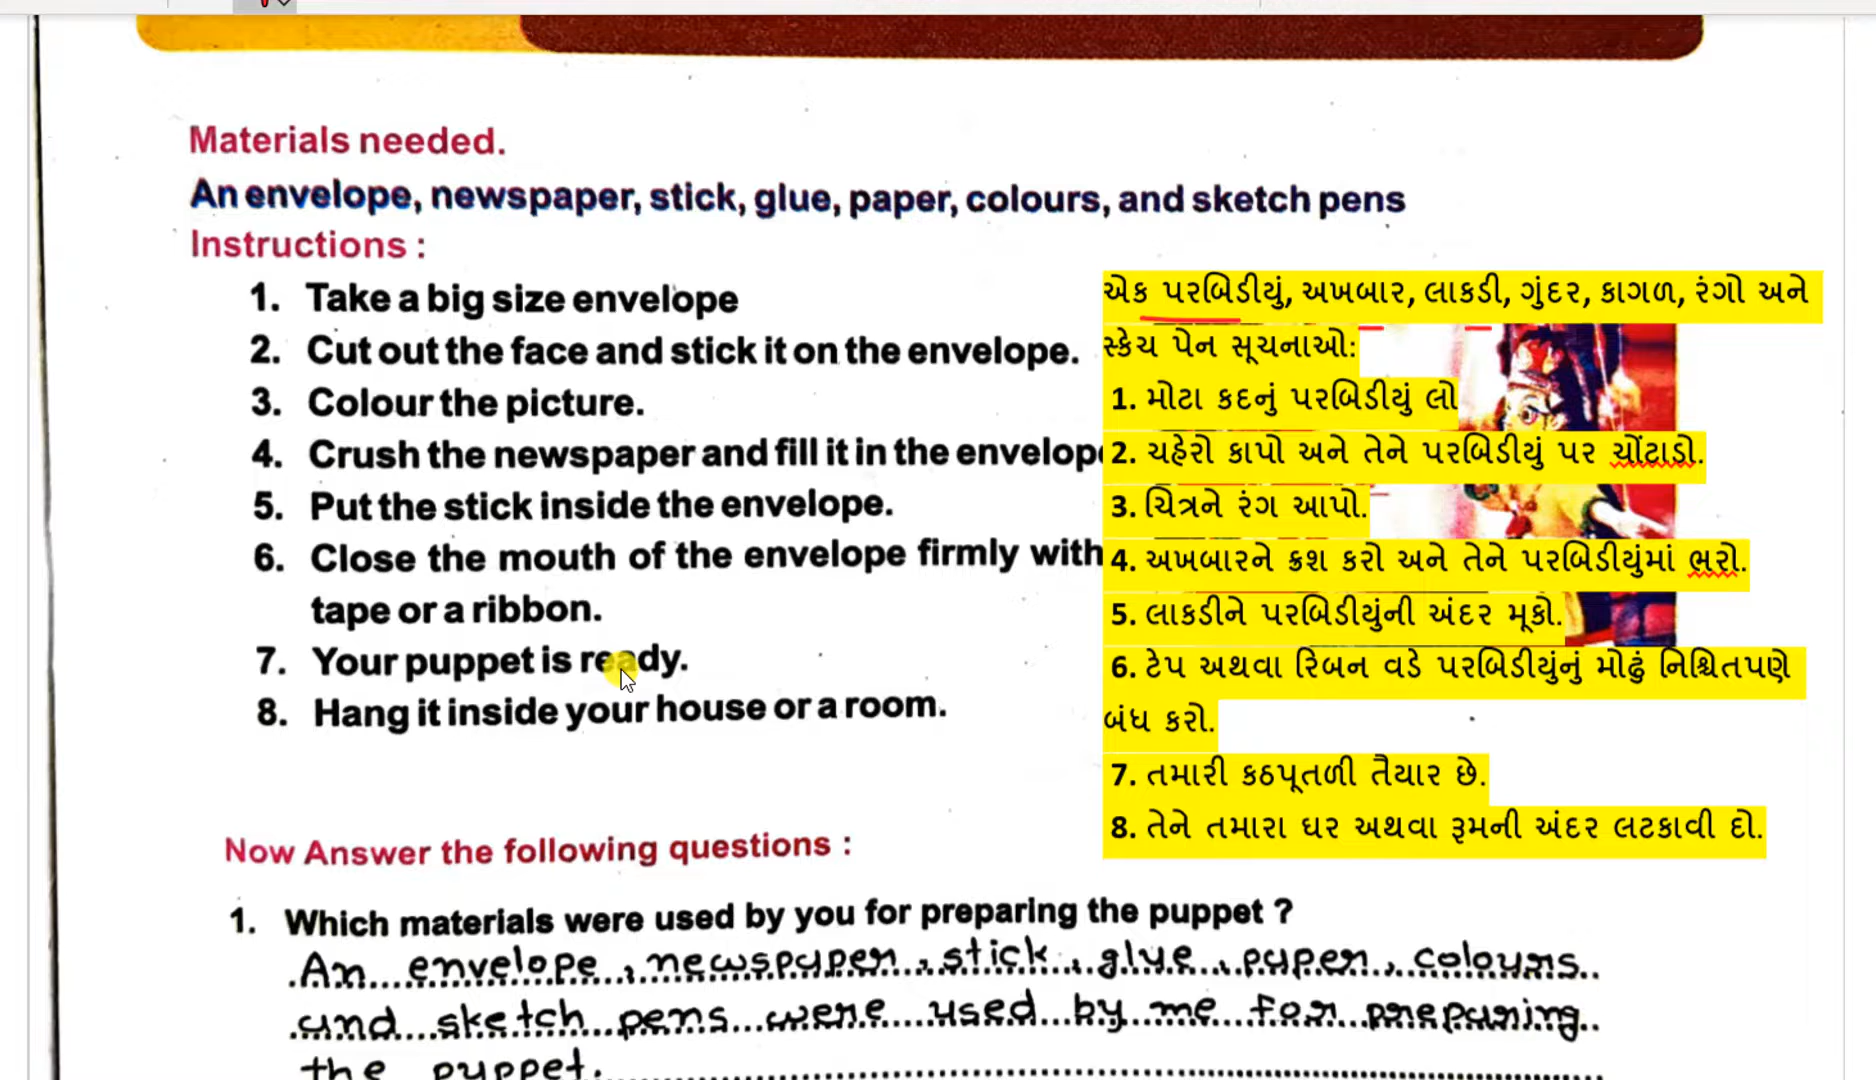 Materials needed.
An envelope, newspaper, stick, glue, paper, colours, and sketch pens
Instructions :
1. Take a big size envelope
2. Cut out the face and stick it on the envelope.
3. Colour the picture.
4. Crush the newspaper and fill it in the envelop
5. Put the stick inside the envelope.
6. Close the mouth of the envelope firmly with
tape or a ribbon.
7. Your puppet is ready.
8. Hang it inside your house or a room.
એક પરબિડીયું, અખબાર, લાકડી, ગુંદર, કાગળ, રંગો અને
સ્કેચ પેન સૂચનાઓ:
1. મોટા કદનું પરબિડીયું લો
2. ચહેરો કાપો અને તેને પરબિડીયું પર ચોંટાડો.
3. ચિત્રને રંગ આપો.
4. અખબારને ક્રશ કરો અને તેને પરબિડીયુંમાં ભરો.
5. લાકડીને પરબિડીયુંની અંદર મૂકો.
6. ટેપ અથવા રિબન વડે પરબિડીયુંનું મોઢું નિશ્ચિતપણે
બંધ કરો.
7. તમારી કઠપૂતળી તૈયાર છે.
8. તેને તમારા ઘર અથવા રૂમની અંદર લટકાવી દો.
Now Answer the following questions :
1. Which materials were used by you for preparing the puppet ?
An envelope, newspaper, stick, glue, paper, colours
and sketch pens were used by me for preparing
the puppet.